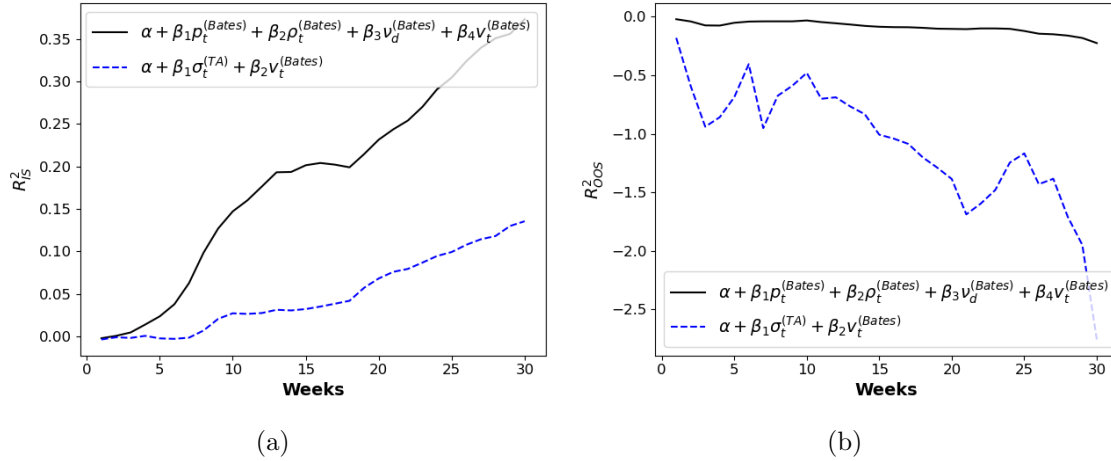 0.35
0.30
0.25
0.20
0.15
0.10
0.05
0.00
R²_IS
α + β₁p_t^(Bates) + β₂ρ_t^(Bates) + β₃ν_d^(Bates) + β₄v_t^(Bates)
α + β₁σ_t^(TA) + β₂v_t^(Bates)
0 5 10 15 20 25 30
Weeks
(a)
0.0
−0.5
−1.0
−1.5
−2.0
−2.5
R²_OOS
α + β₁p_t^(Bates) + β₂ρ_t^(Bates) + β₃ν_d^(Bates) + β₄v_t^(Bates)
α + β₁σ_t^(TA) + β₂v_t^(Bates)
0 5 10 15 20 25 30
Weeks
(b)